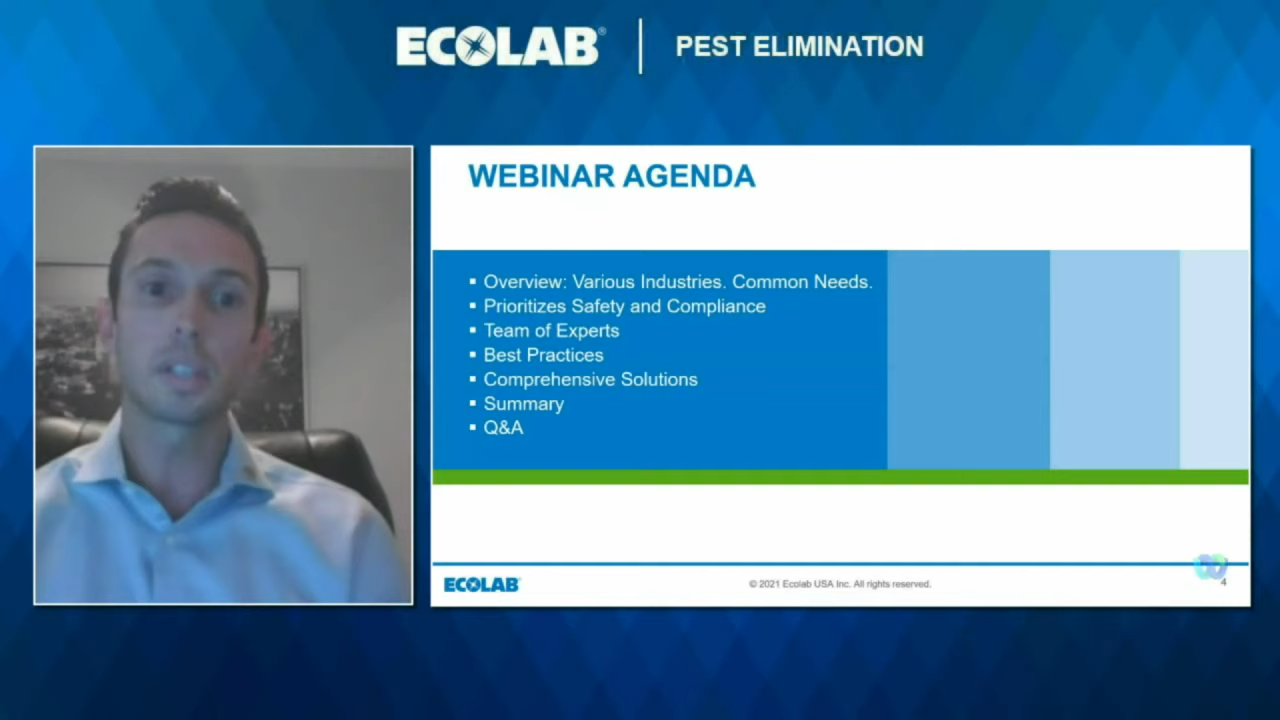 ECOLAB®
PEST ELIMINATION
WEBINAR AGENDA
▪ Overview: Various Industries. Common Needs.
▪ Prioritizes Safety and Compliance
▪ Team of Experts
▪ Best Practices
▪ Comprehensive Solutions
▪ Summary
▪ Q&A
ECOLAB®
© 2021 Ecolab USA Inc. All rights reserved.
4